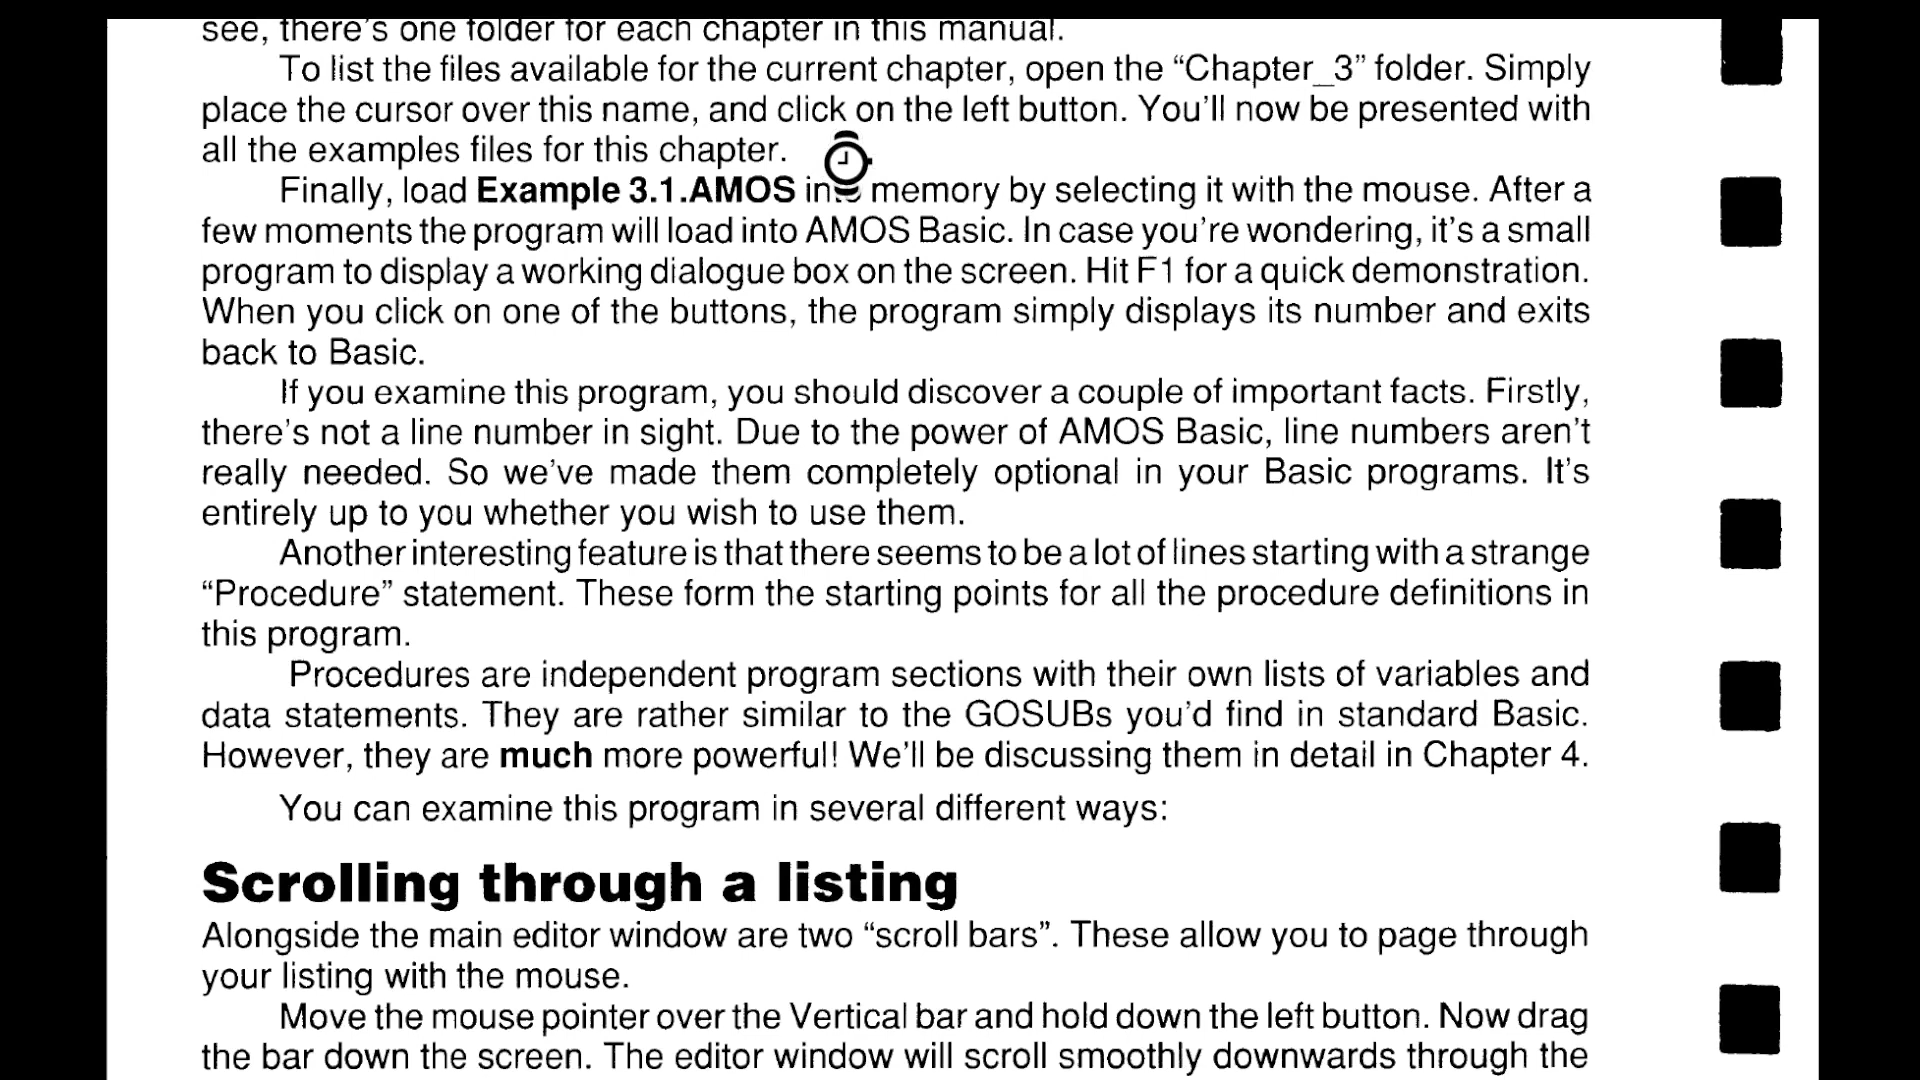 see, there's one folder for each chapter in this manual.
To list the files available for the current chapter, open the “Chapter_3” folder. Simply
place the cursor over this name, and click on the left button. You'll now be presented with
all the examples files for this chapter.
Finally, load Example 3.1.AMOS in memory by selecting it with the mouse. After a
few moments the program will load into AMOS Basic. In case you're wondering, it's a small
program to display a working dialogue box on the screen. Hit F1 for a quick demonstration.
When you click on one of the buttons, the program simply displays its number and exits
back to Basic.
If you examine this program, you should discover a couple of important facts. Firstly,
there's not a line number in sight. Due to the power of AMOS Basic, line numbers aren't
really needed. So we've made them completely optional in your Basic programs. It's
entirely up to you whether you wish to use them.
Another interesting feature is that there seems to be a lot of lines starting with a strange
“Procedure” statement. These form the starting points for all the procedure definitions in
this program.
Procedures are independent program sections with their own lists of variables and
data statements. They are rather similar to the GOSUBs you'd find in standard Basic.
However, they are much more powerful! We'll be discussing them in detail in Chapter 4.
You can examine this program in several different ways:
Scrolling through a listing
Alongside the main editor window are two “scroll bars”. These allow you to page through
your listing with the mouse.
Move the mouse pointer over the Vertical bar and hold down the left button. Now drag
the bar down the screen. The editor window will scroll smoothly downwards through the